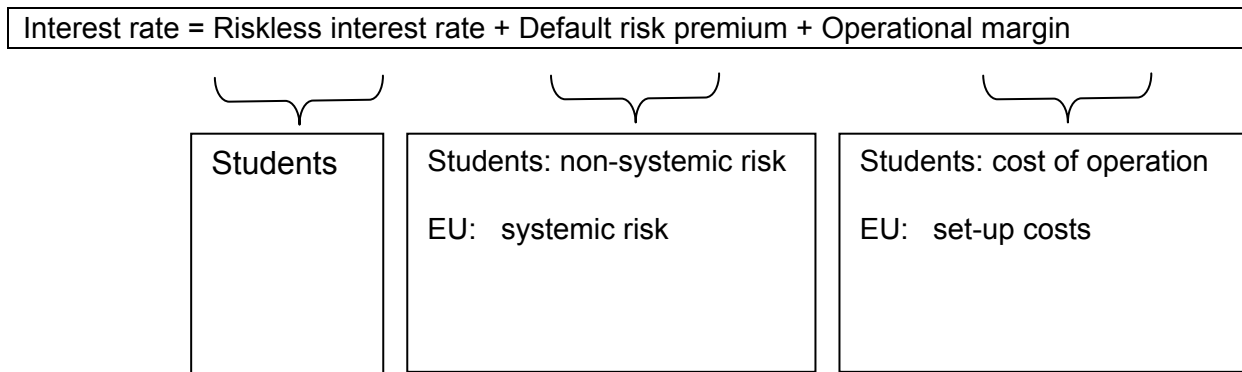 Interest rate = Riskless interest rate + Default risk premium + Operational margin
Students
Students: non-systemic risk
EU: systemic risk
Students: cost of operation
EU: set-up costs